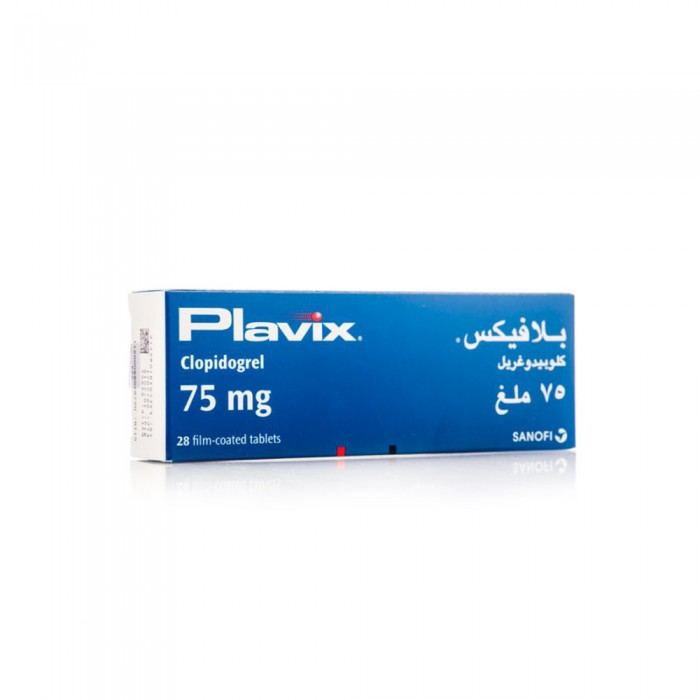 Plavix®
Clopidogrel
75 mg
28 film-coated tablets
بلافيكس®
كلوبيدوغريل
٧٥ ملغ
SANOFI